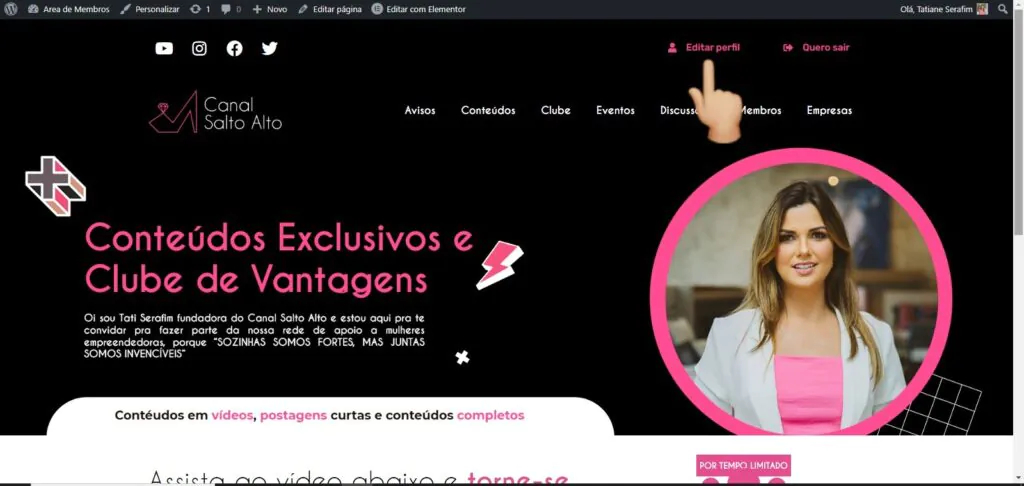 Area de Membros Personalizar 1 0 Novo Editar página Editar com Elementor Olá, Tatiane Serafim
Editar perfil Quero sair
Canal
Salto Alto
Avisos Conteúdos Clube Eventos Membros Empresas
Conteúdos Exclusivos e
Clube de Vantagens
Oi sou Tati Serafim fundadora do Canal Salto Alto e estou aqui pra te
convidar pra fazer parte da nossa rede de apoio a mulheres
empreendedoras, porque "SOZINHAS SOMOS FORTES, MAS JUNTAS
SOMOS INVENCÍVEIS"
Contéudos em vídeos, postagens curtas e conteúdos completos
POR TEMPO LIMITADO
Assista ao vídeo abaixo e torne-se